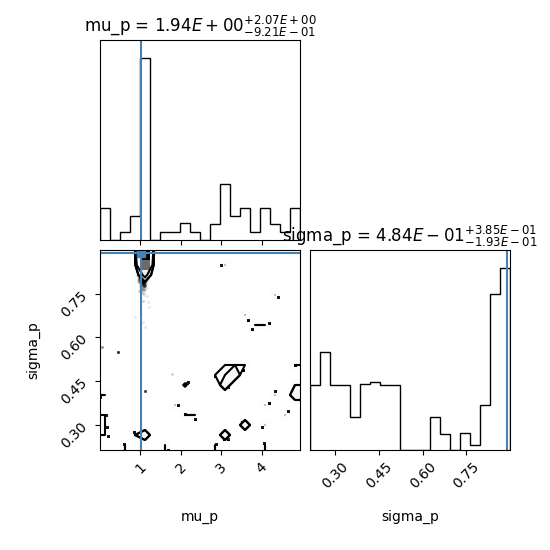 mu_p = 1.94E + 00 +2.07E + 00 −9.21E − 01
sigma_p = 4.84E − 01 +3.85E − 01 −1.93E − 01
0.75
0.60
0.45
0.30
sigma_p
1 2 3 4
mu_p
0.30 0.45 0.60 0.75
sigma_p